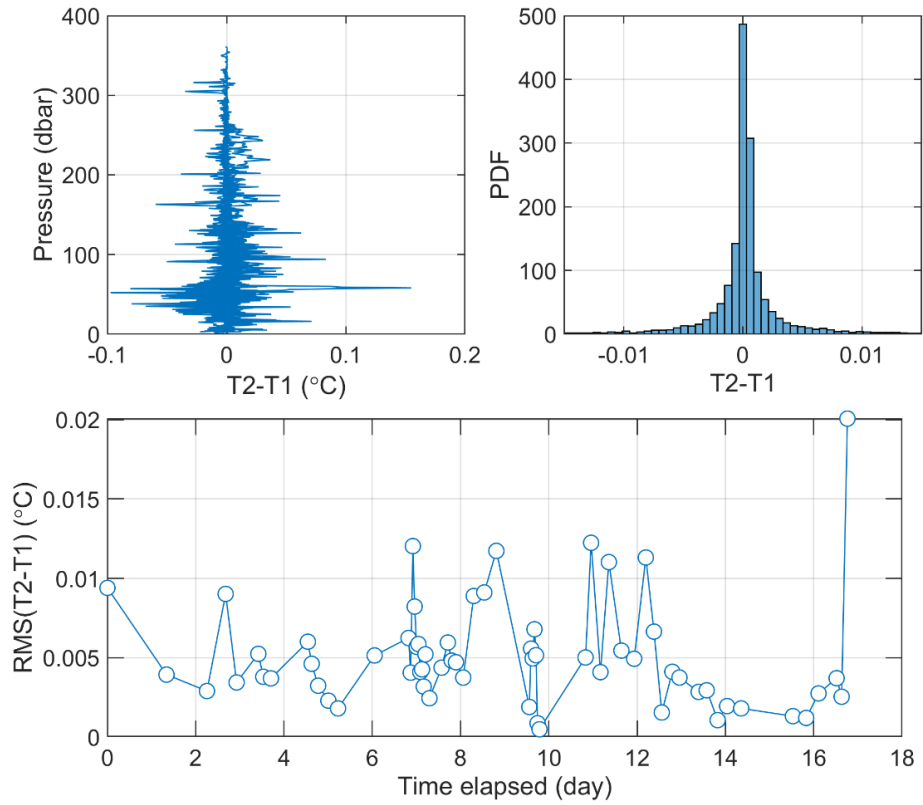 400
300
200
100
0
Pressure (dbar)
-0.1 0 0.1 0.2
T2-T1 (°C)
500
400
300
200
100
0
PDF
-0.01 0 0.01
T2-T1
0.02
0.015
0.01
0.005
0
RMS(T2-T1) (°C)
0 2 4 6 8 10 12 14 16 18
Time elapsed (day)